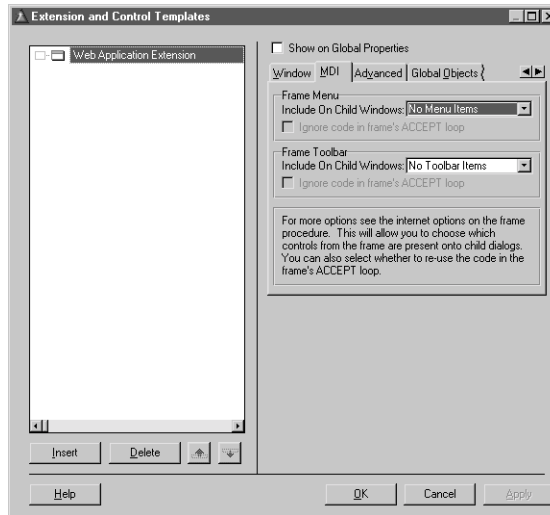 Extension and Control Templates
Web Application Extension
Show on Global Properties
Window MDI Advanced Global Objects
Frame Menu
Include On Child Windows: No Menu Items
Ignore code in frame's ACCEPT loop
Frame Toolbar
Include On Child Windows: No Toolbar Items
Ignore code in frame's ACCEPT loop
For more options see the internet options on the frame
procedure. This will allow you to choose which
controls from the frame are present onto child dialogs.
You can also select whether to re-use the code in the
frame's ACCEPT loop.
Insert Delete
Help OK Cancel Apply